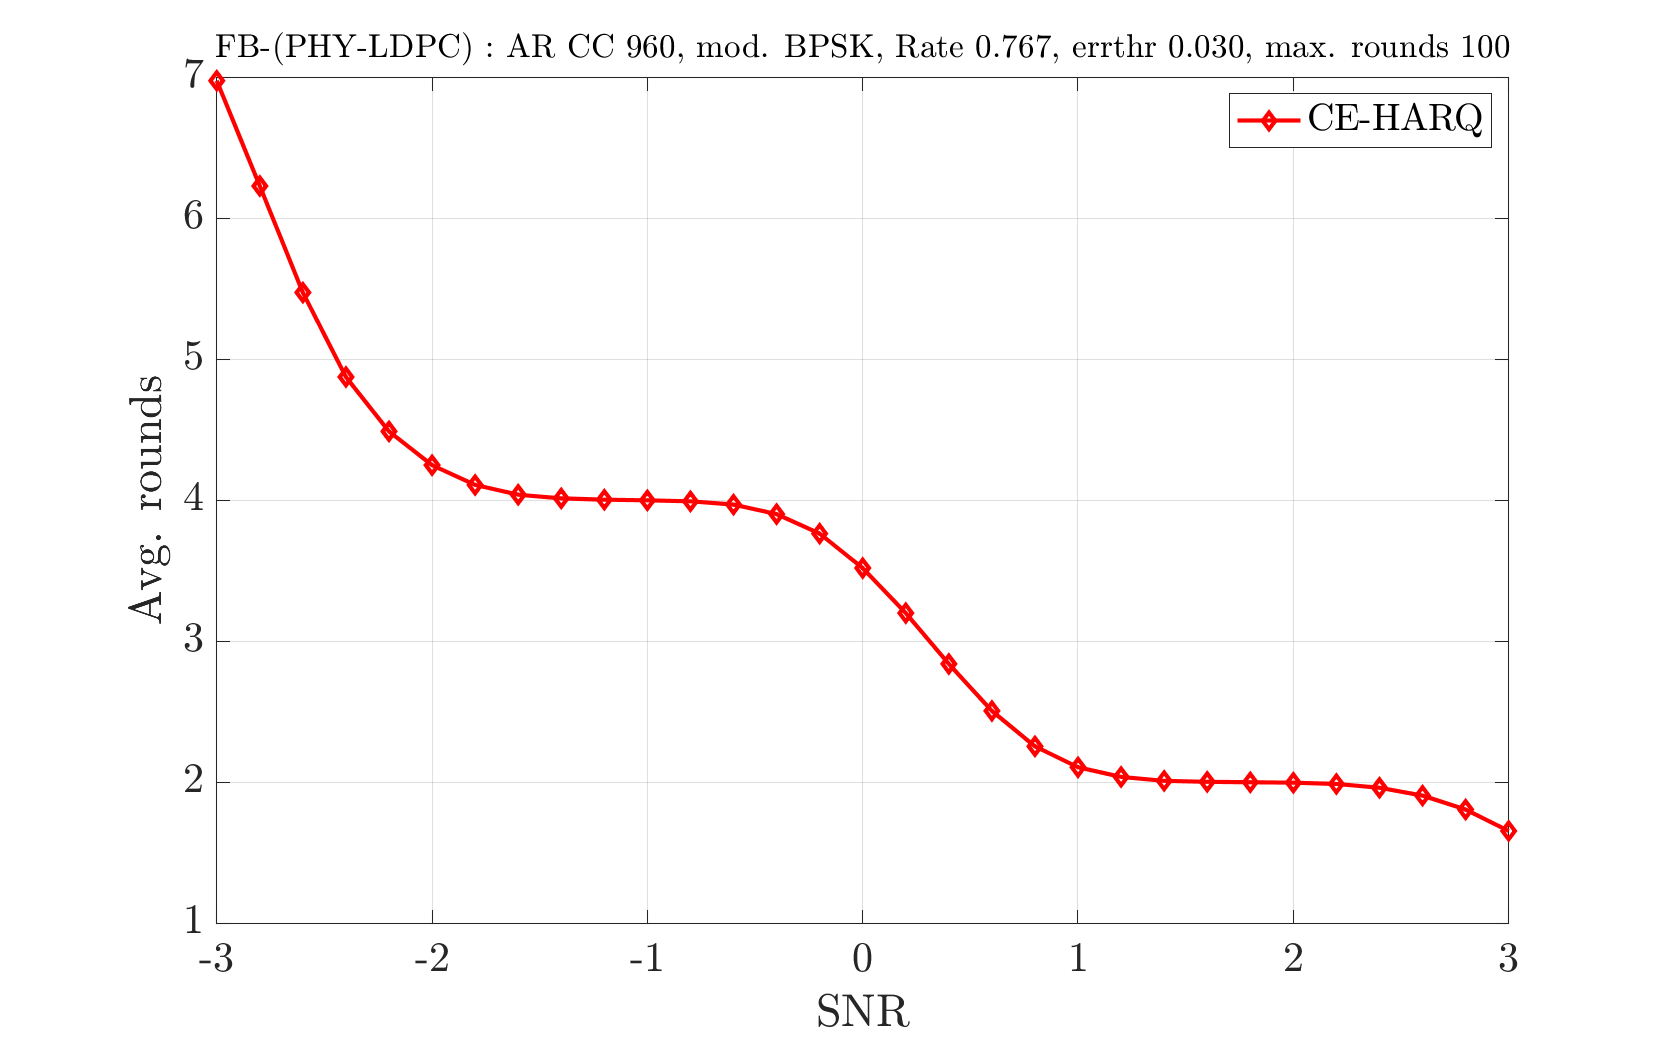 FB-(PHY-LDPC) : AR CC 960, mod. BPSK, Rate 0.767, errthr 0.030, max. rounds 100
CE-HARQ
7
6
5
4
3
2
1
Avg. rounds
-3 -2 -1 0 1 2 3
SNR